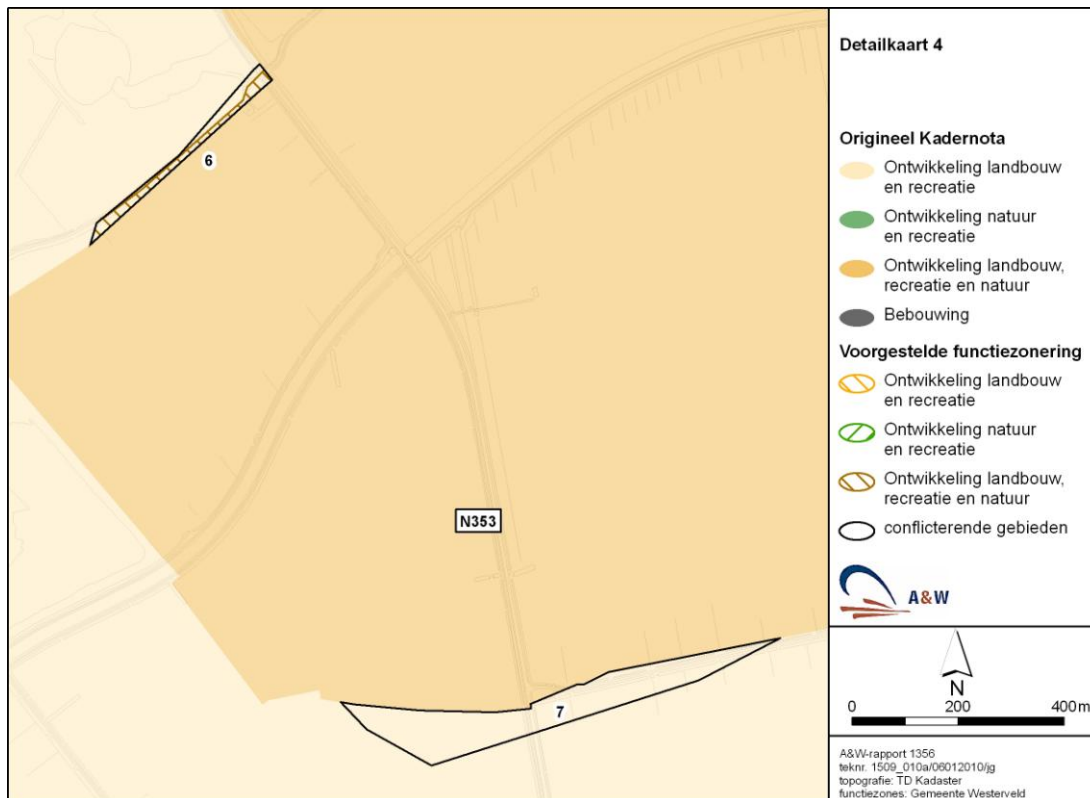 6
N353
7
Detailkaart 4
Origineel Kadernota
Ontwikkeling landbouw
en recreatie
Ontwikkeling natuur
en recreatie
Ontwikkeling landbouw,
recreatie en natuur
Bebouwing
Voorgestelde functiezonering
Ontwikkeling landbouw
en recreatie
Ontwikkeling natuur
en recreatie
Ontwikkeling landbouw,
recreatie en natuur
conflicterende gebieden
A&W
N
0 200 400 m
A&W-rapport 1356
teknr. 1509_010a/06012010/jg
topografie: TD Kadaster
functiezones: Gemeente Westerveld